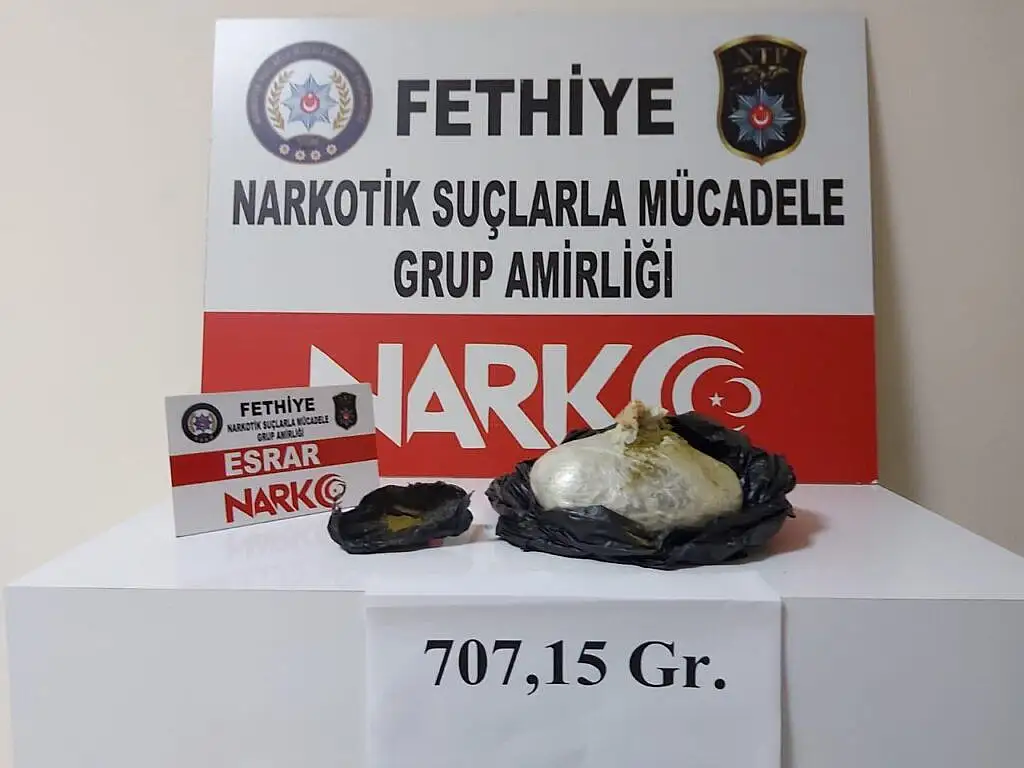 FETHİYE
NTP
NARKOTİK SUÇLARLA MÜCADELE
GRUP AMİRLİĞİ
NARKO
FETHİYE
NARKOTİK SUÇLARLA MÜCADELE
GRUP AMİRLİĞİ
ESRAR
NARKO
707,15 Gr.